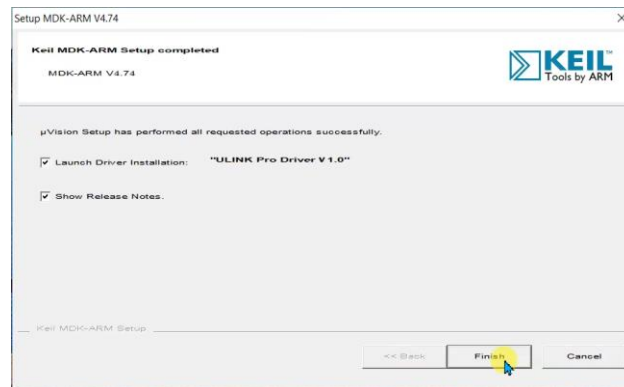 Setup MDK-ARM V4.74
Keil MDK-ARM Setup completed
MDK-ARM V4.74
KEIL™
Tools by ARM
µVision Setup has performed all requested operations successfully.
Launch Driver Installation: "ULINK Pro Driver V1.0"
Show Release Notes.
Keil MDK-ARM Setup
<< Back Finish Cancel